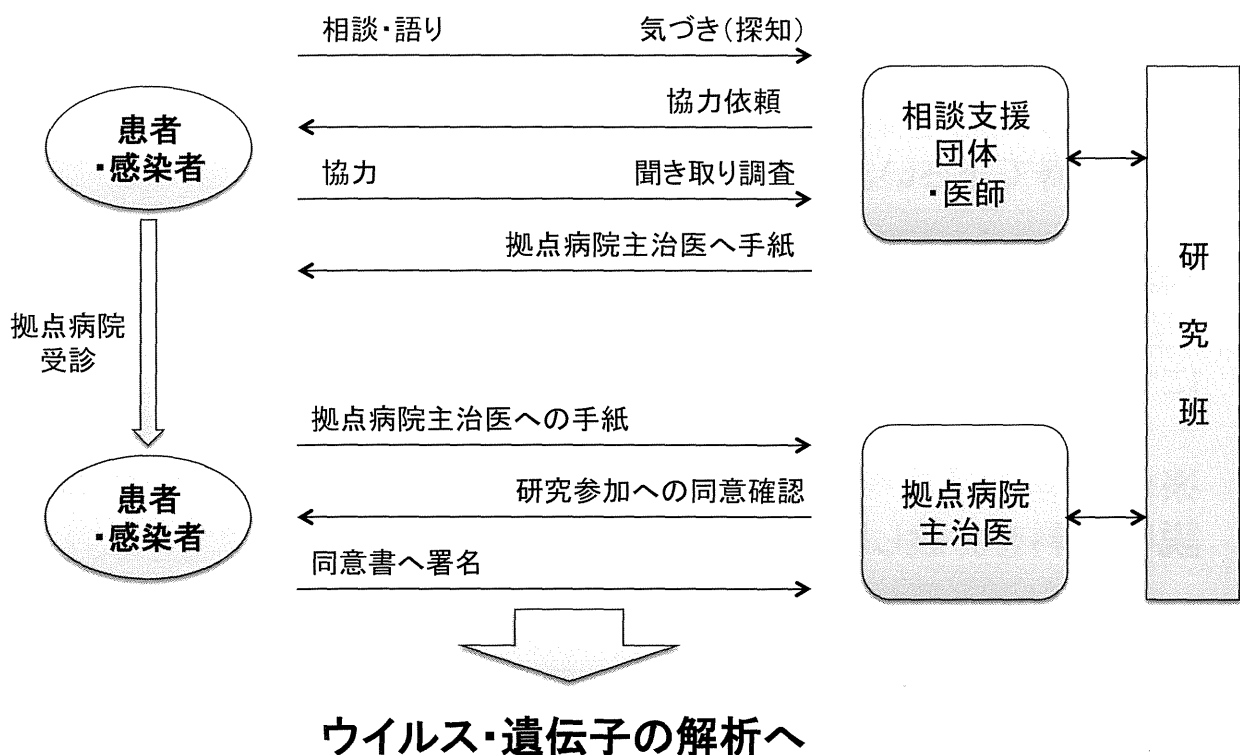 相談・語り 気づき(探知)
協力依頼
患者
・感染者
相談支援
団体
・医師
協力 聞き取り調査
拠点病院主治医へ手紙
研究班
拠点病院
受診
拠点病院主治医への手紙
患者
・感染者
研究参加への同意確認
拠点病院
主治医
同意書へ署名
ウイルス・遺伝子の解析へ